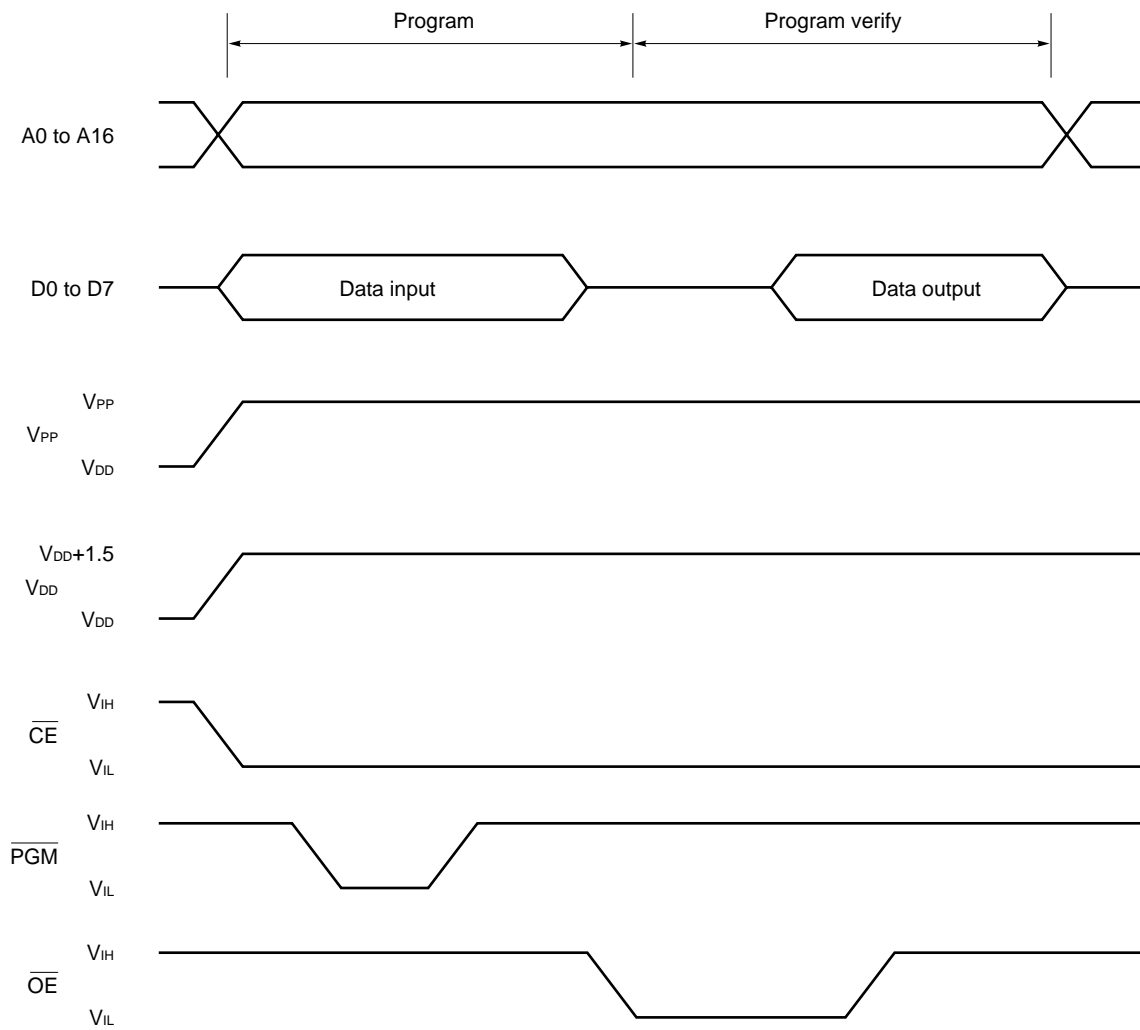 Program
Program verify
A0 to A16
D0 to D7
Data input
Data output
VPP
VPP
VDD
VDD+1.5
VDD
VDD
VIH
CE
VIL
VIH
PGM
VIL
VIH
OE
VIL